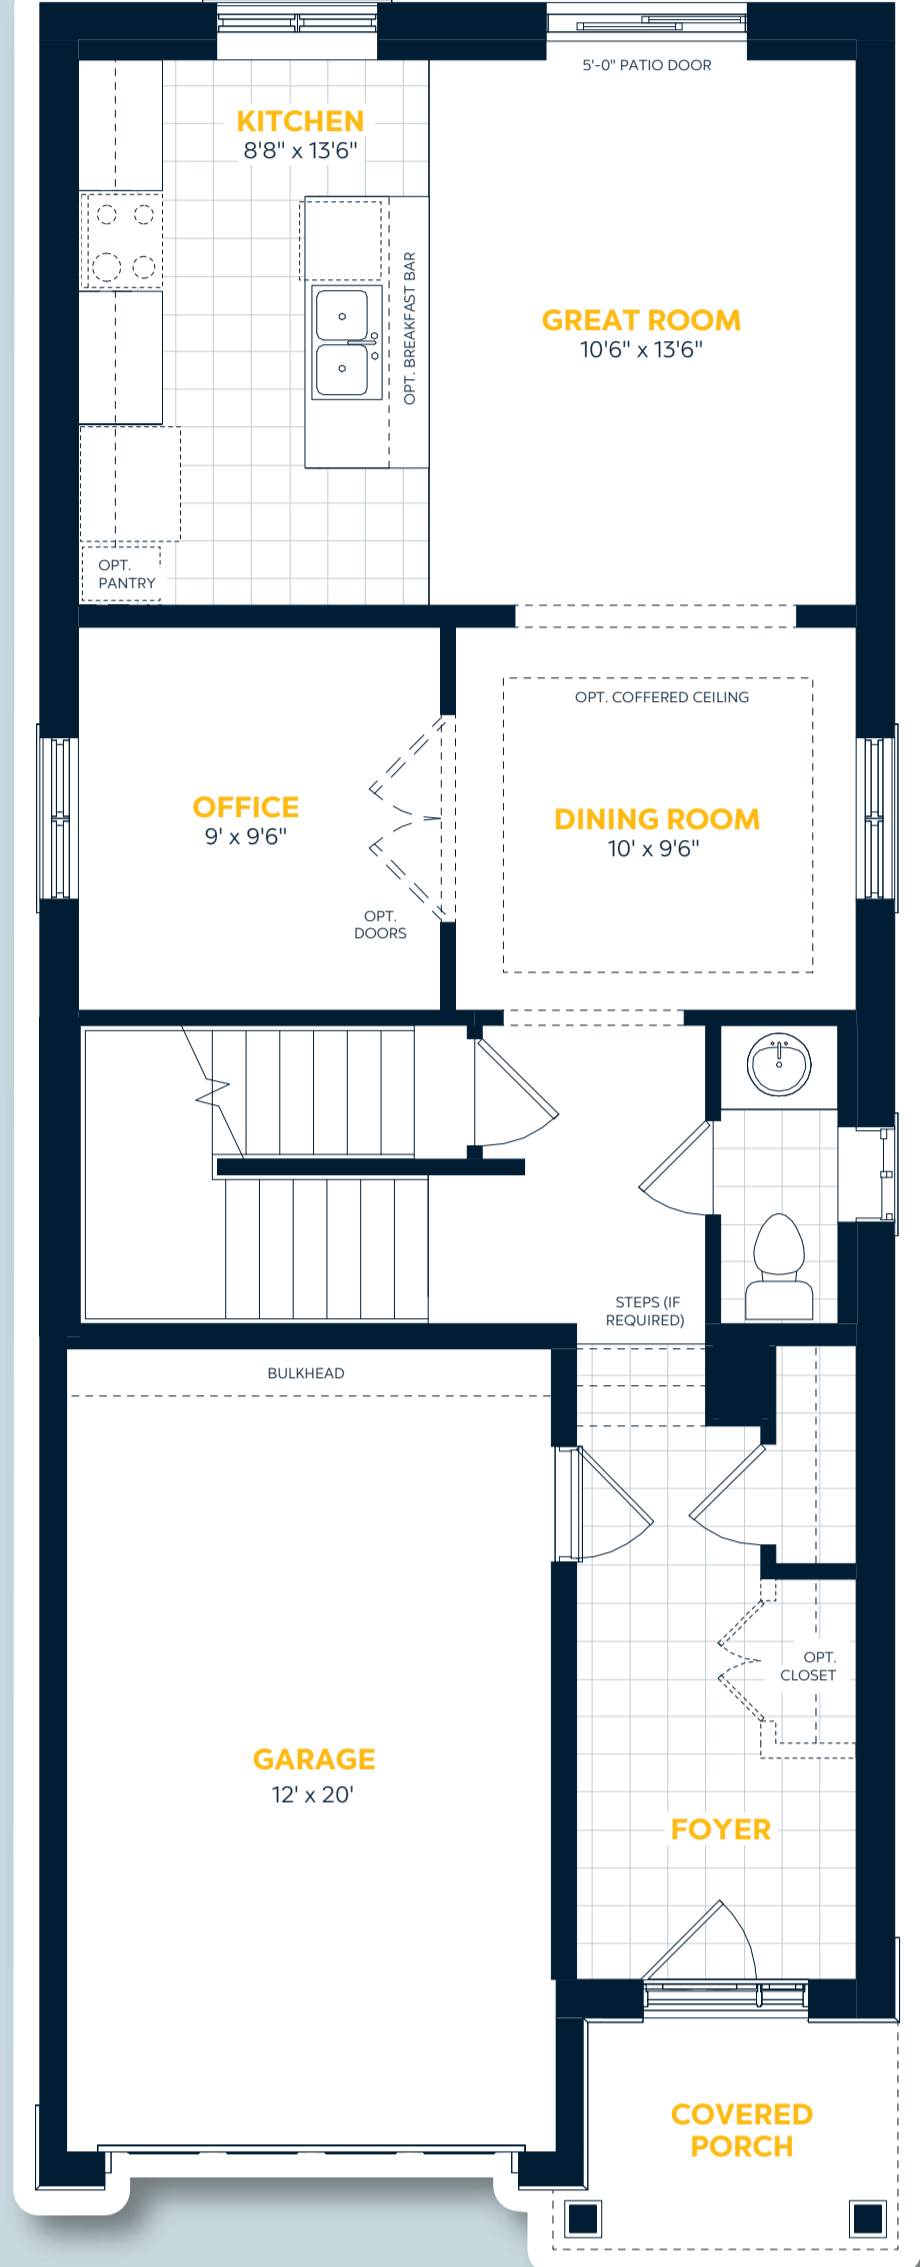 5'-0" PATIO DOOR
KITCHEN
8'8" x 13'6"
OPT. BREAKFAST BAR
GREAT ROOM
10'6" x 13'6"
OPT.
PANTRY
OPT. COFFERED CEILING
OFFICE
9' x 9'6"
DINING ROOM
10' x 9'6"
OPT.
DOORS
STEPS (IF
REQUIRED)
BULKHEAD
OPT.
CLOSET
GARAGE
12' x 20'
FOYER
COVERED
PORCH